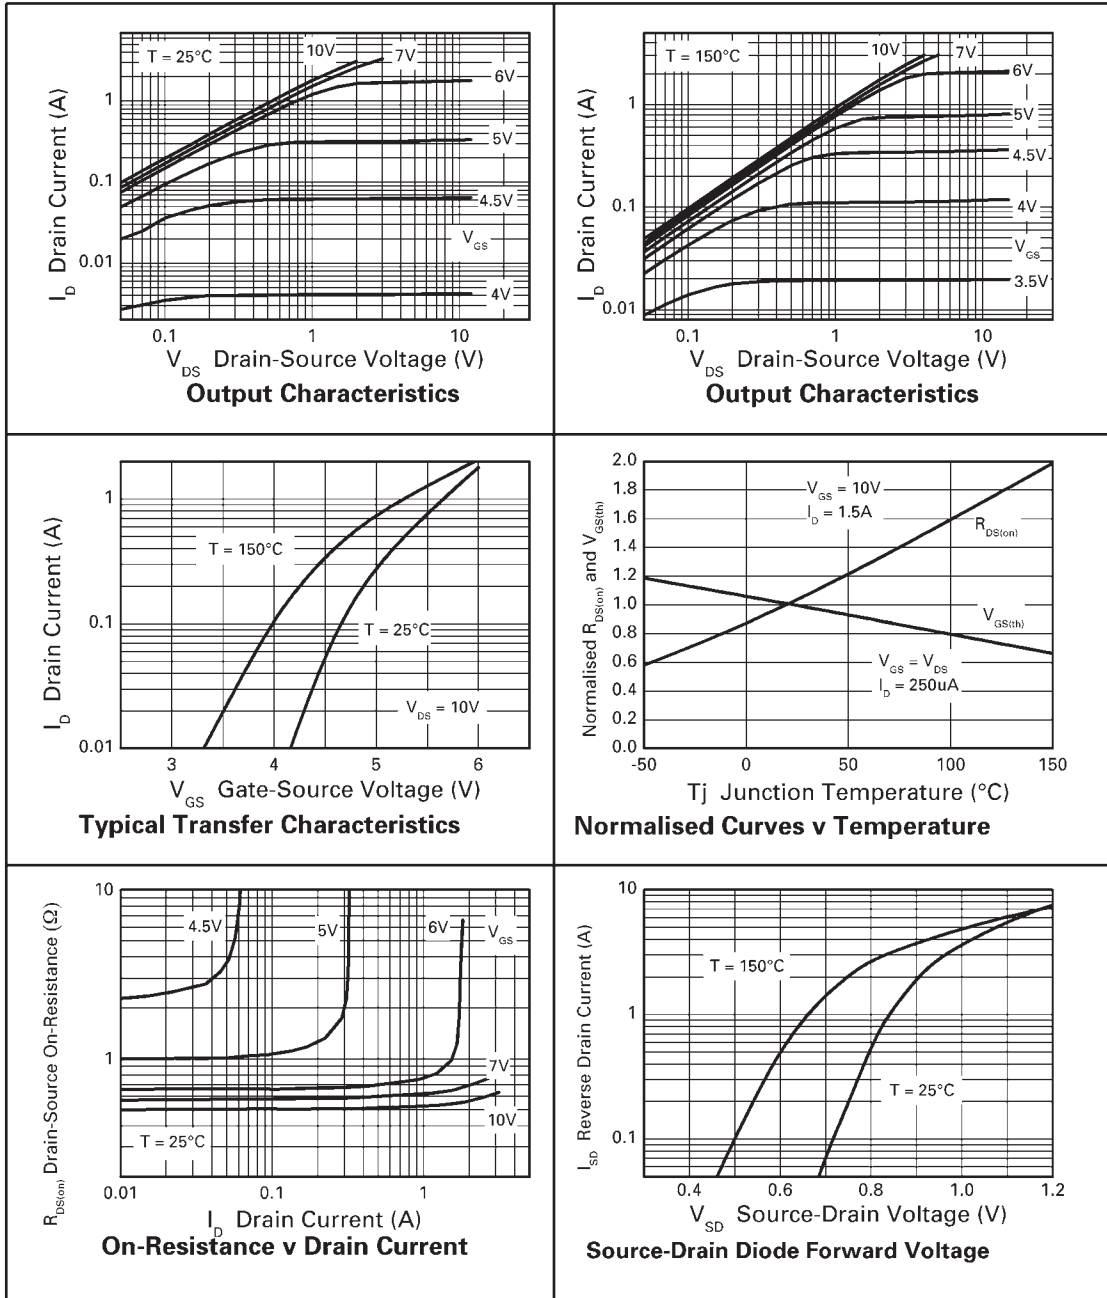 T = 25°C
10V
7V
6V
5V
4.5V
V_GS
4V
1
0.1
0.01
I_D Drain Current (A)
0.1
1
10
V_DS Drain-Source Voltage (V)
Output Characteristics
T = 150°C
10V
7V
6V
5V
4.5V
4V
V_GS
3.5V
1
0.1
0.01
I_D Drain Current (A)
0.1
1
10
V_DS Drain-Source Voltage (V)
Output Characteristics
1
0.1
0.01
I_D Drain Current (A)
T = 150°C
T = 25°C
V_DS = 10V
3
4
5
6
V_GS Gate-Source Voltage (V)
Typical Transfer Characteristics
2.0
1.8
1.6
1.4
1.2
1.0
0.8
0.6
0.4
0.2
0.0
Normalised R_DS(on) and V_GS(th)
V_GS = 10V
I_D = 1.5A
R_DS(on)
V_GS(th)
V_GS = V_DS
I_D = 250uA
-50
0
50
100
150
Tj Junction Temperature (°C)
Normalised Curves v Temperature
10
1
R_DS(on) Drain-Source On-Resistance (Ω)
4.5V
5V
6V
V_GS
7V
10V
T = 25°C
0.01
0.1
1
I_D Drain Current (A)
On-Resistance v Drain Current
10
1
0.1
I_SD Reverse Drain Current (A)
T = 150°C
T = 25°C
0.4
0.6
0.8
1.0
1.2
V_SD Source-Drain Voltage (V)
Source-Drain Diode Forward Voltage